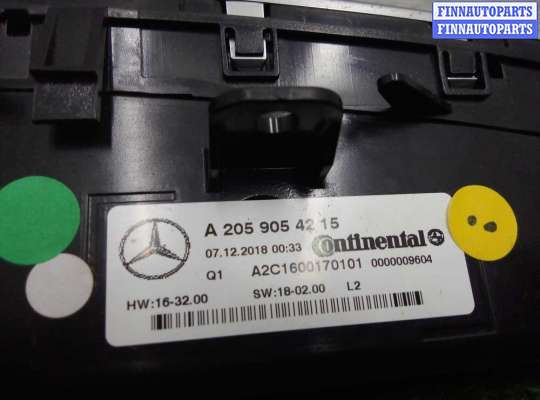 FINNAUTOPARTS
FINNAUTOPARTS
A 205 905 42 15
07.12.2018 00:33
Continental
Q1 A2C1600170101 0000009604
HW:16-32.00 SW:18-02.00 L2